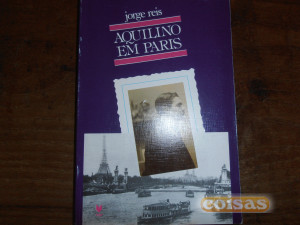 jorge reis
AQUILINO
EM PARIS
coisas